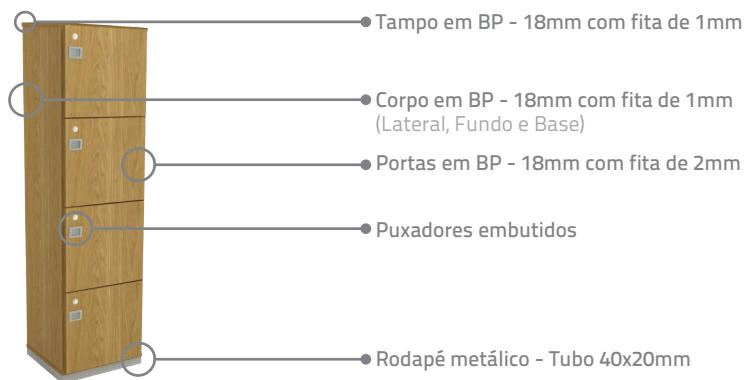 Tampo em BP - 18mm com fita de 1mm
Corpo em BP - 18mm com fita de 1mm
(Lateral, Fundo e Base)
Portas em BP - 18mm com fita de 2mm
Puxadores embutidos
Rodapé metálico - Tubo 40x20mm